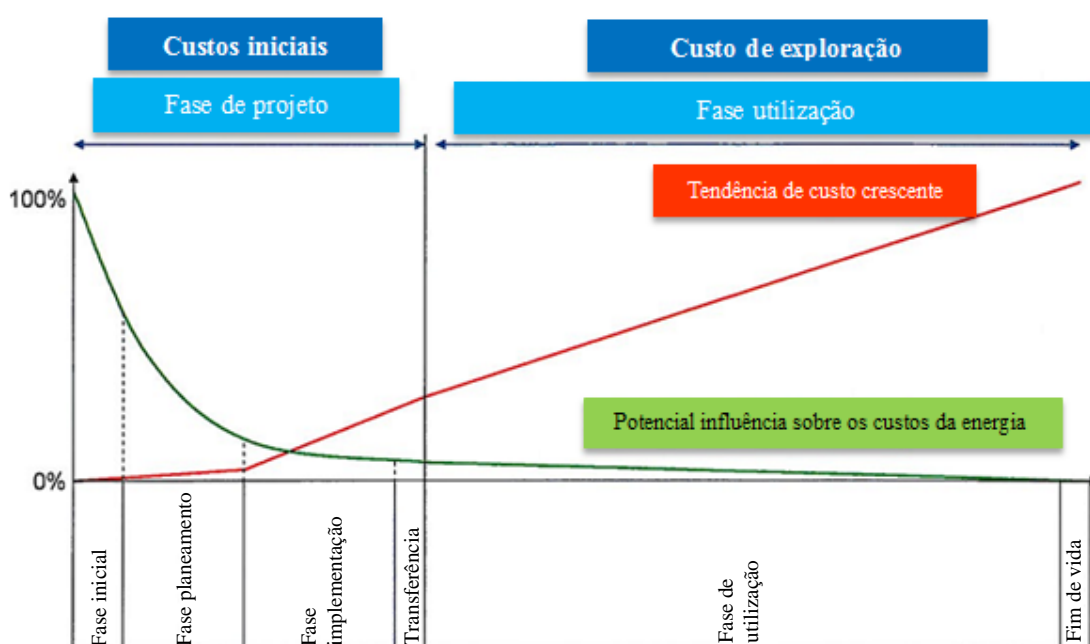 Custos iniciais
Custo de exploração
Fase de projeto
Fase utilização
Tendência de custo crescente
100%
Potencial influência sobre os custos da energia
0%
Fase inicial
Fase planeamento
Fase
implementação
Transferência
Fase de
utilização
Fim de vida